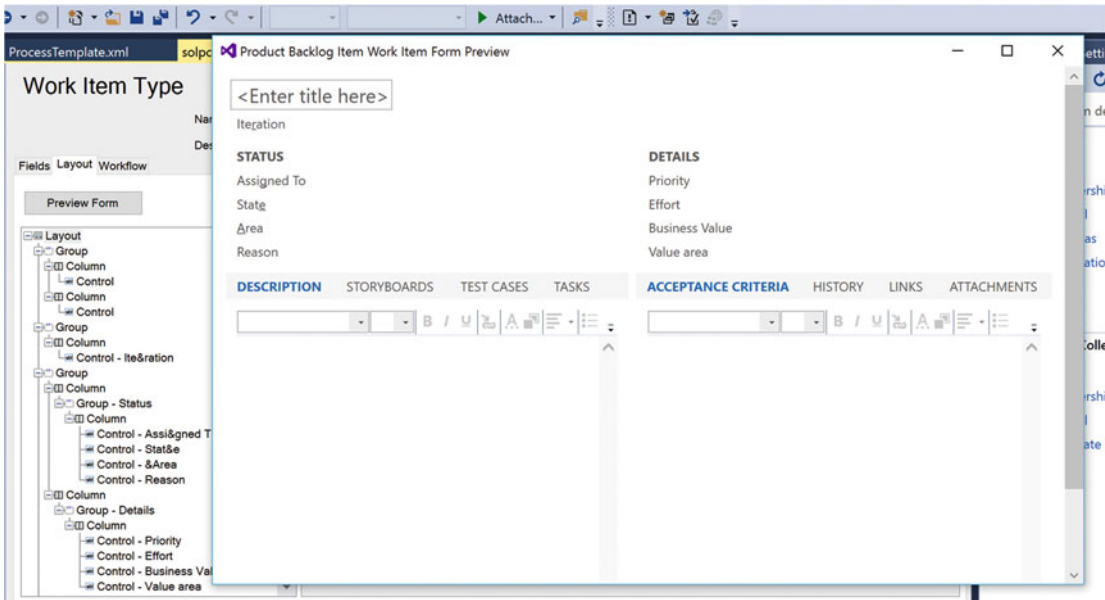 Attach...
ProcessTemplate.xml
solpc
Product Backlog Item Work Item Form Preview
Work Item Type
Fields Layout Workflow
Preview Form
Layout
Group
Column
Control
Column
Control
Group
Column
Control - Ite&ration
Group
Column
Group - Status
Column
Control - Assi&gned T
Control - Stat&e
Control - &Area
Control - Reason
Column
Group - Details
Column
Control - Priority
Control - Effort
Control - Business Val
Control - Value area
<Enter title here>
Iteration
STATUS
Assigned To
State
Area
Reason
DETAILS
Priority
Effort
Business Value
Value area
DESCRIPTION STORYBOARDS TEST CASES TASKS
ACCEPTANCE CRITERIA HISTORY LINKS ATTACHMENTS
B I U A
B I U A